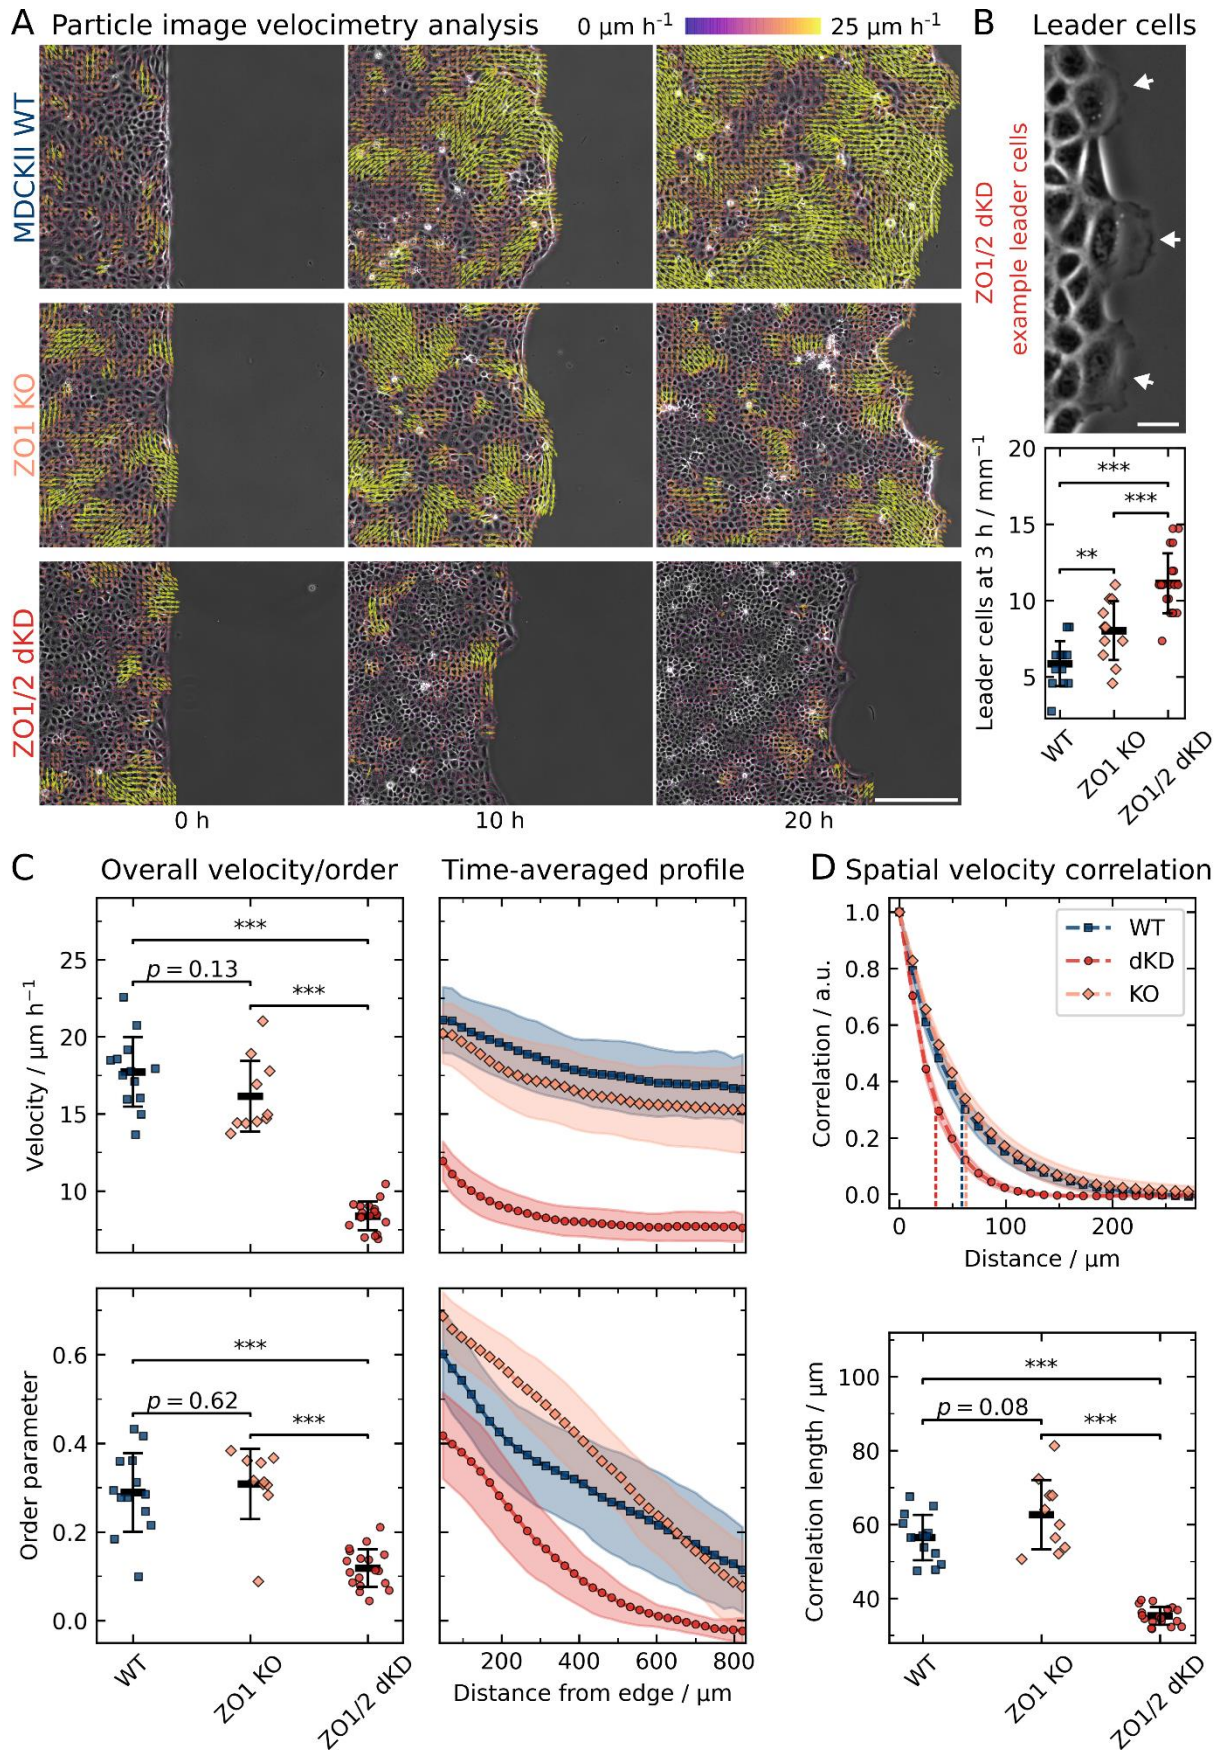 A Particle image velocimetry analysis
0 µm h⁻¹ 25 µm h⁻¹
MDCKII WT
ZO1 KO
ZO1/2 dKD
0 h 10 h 20 h
B Leader cells
ZO1/2 dKD
example leader cells
Leader cells at 3 h / mm⁻¹
20
15
10
5
***
***
**
WT ZO1 KO ZO1/2 dKD
C Overall velocity/order Time-averaged profile
Velocity / µm h⁻¹
25
20
15
10
***
p = 0.13
***
Order parameter
0.6
0.4
0.2
0.0
***
p = 0.62
***
WT ZO1 KO ZO1/2 dKD
200 400 600 800
Distance from edge / µm
D Spatial velocity correlation
Correlation / a.u.
1.0
0.8
0.6
0.4
0.2
0.0
WT
dKD
KO
0 100 200
Distance / µm
Correlation length / µm
100
80
60
40
***
p = 0.08
***
WT ZO1 KO ZO1/2 dKD